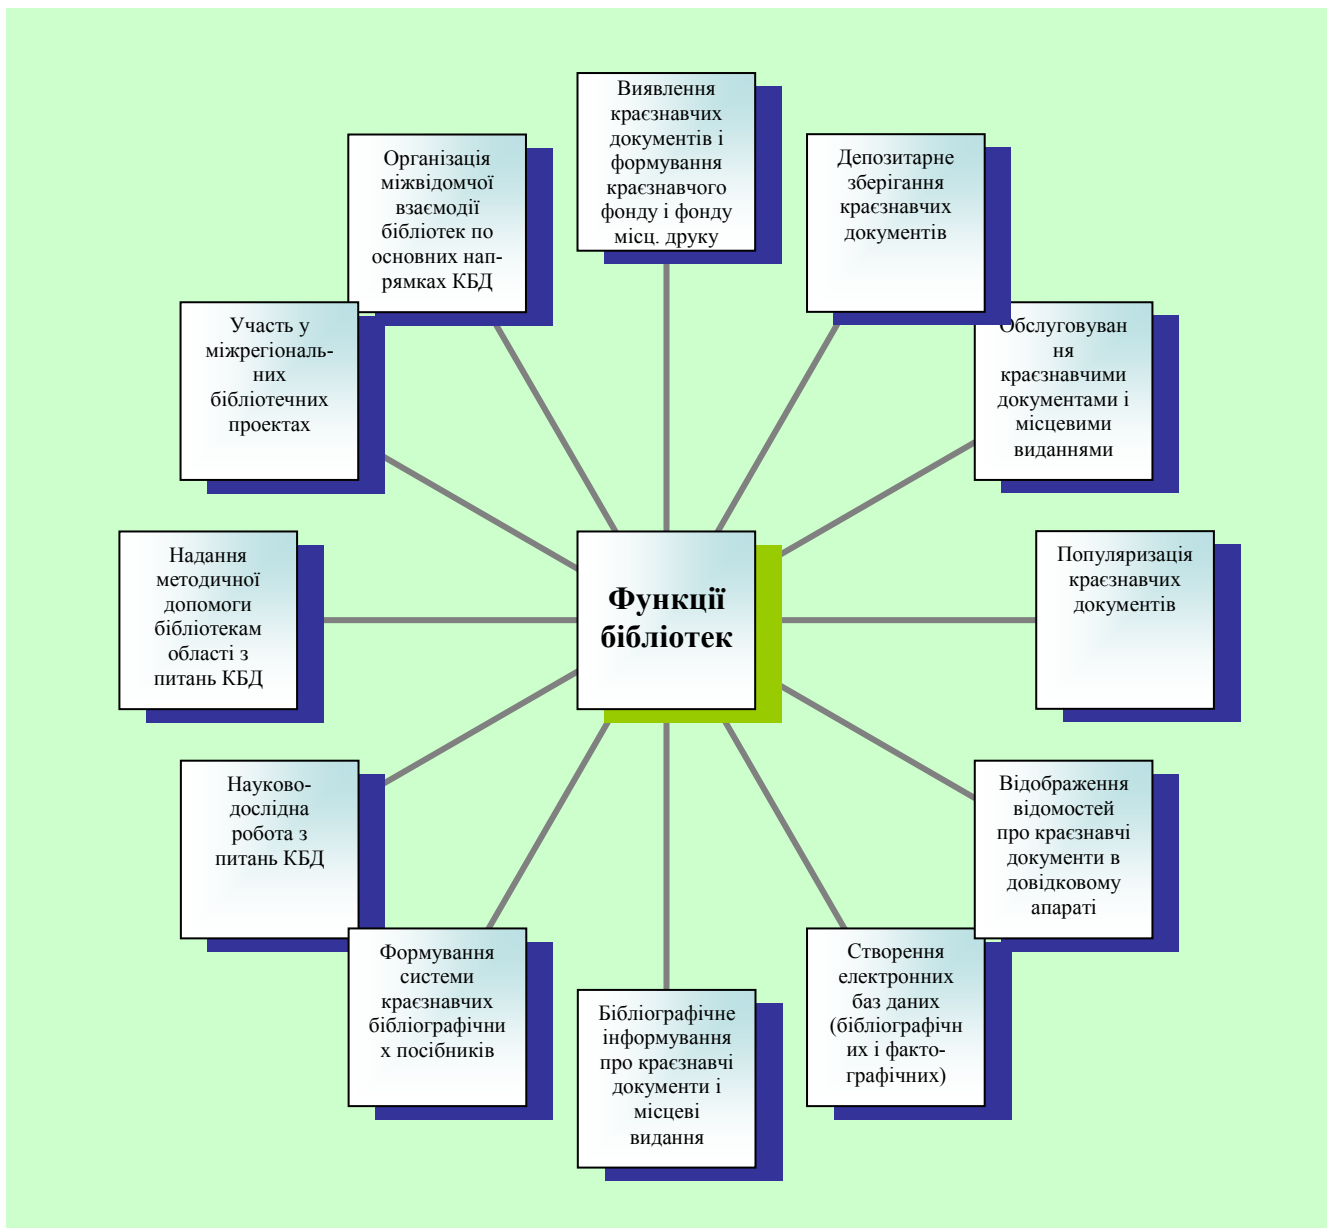 Виявлення
краєзнавчих
документів і
формування
краєзнавчого
фонду і фонду
місц. друку
Депозитарне
зберігання
краєзнавчих
документів
Обслуговуван
ня
краєзнавчими
документами і
місцевими
виданнями
Популяризація
краєзнавчих
документів
Відображення
відомостей
про краєзнавчі
документи в
довідковому
апараті
Створення
електронних
баз даних
(бібліографічн
их і факто-
графічних)
Бібліографічне
інформування
про краєзнавчі
документи і
місцеві
видання
Формування
системи
краєзнавчих
бібліографічни
х посібників
Науково-
дослідна
робота з
питань КБД
Надання
методичної
допомоги
бібліотекам
області з
питань КБД
Участь у
міжрегіональ-
них
бібліотечних
проектах
Організація
міжвідомчої
взаємодії
бібліотек по
основних нап-
рямках КБД
Функції
бібліотек